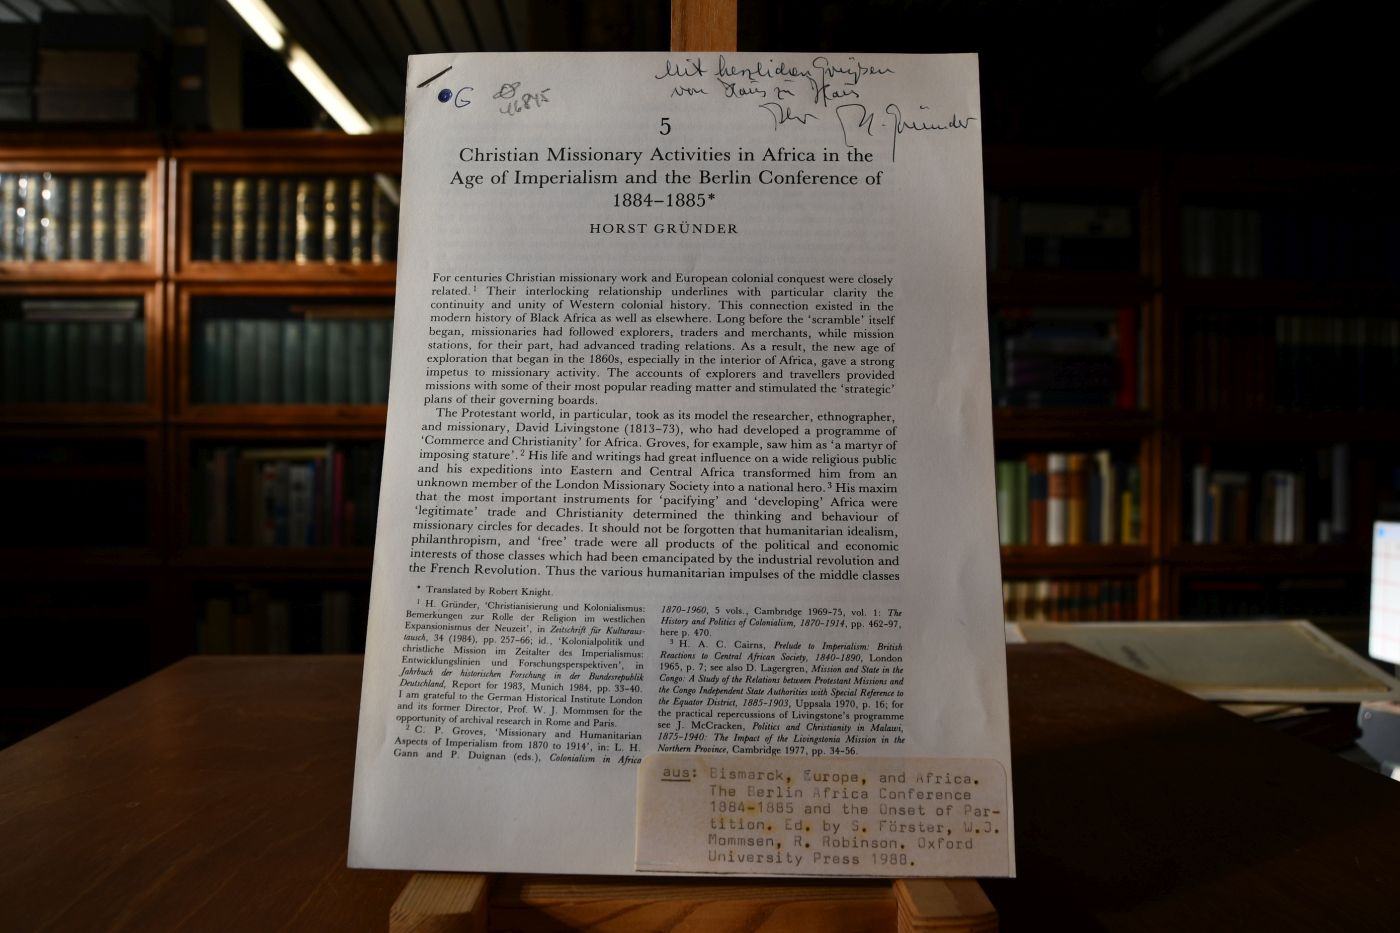 Mit herzlichen Grüßen
von Haus zu Haus
Ihr H. Gründer
G
46845
5
Christian Missionary Activities in Africa in the
Age of Imperialism and the Berlin Conference of
1884–1885*
HORST GRÜNDER
For centuries Christian missionary work and European colonial conquest were closely
related.¹ Their interlocking relationship underlines with particular clarity the
continuity and unity of Western colonial history. This connection existed in the
modern history of Black Africa as well as elsewhere. Long before the ‘scramble’ itself
began, missionaries had followed explorers, traders and merchants, while mission
stations, for their part, had advanced trading relations. As a result, the new age of
exploration that began in the 1860s, especially in the interior of Africa, gave a strong
impetus to missionary activity. The accounts of explorers and travellers provided
missions with some of their most popular reading matter and stimulated the ‘strategic’
plans of their governing boards.
The Protestant world, in particular, took as its model the researcher, ethnographer,
and missionary, David Livingstone (1813–73), who had developed a programme of
‘Commerce and Christianity’ for Africa. Groves, for example, saw him as ‘a martyr of
imposing stature’.² His life and writings had great influence on a wide religious public
and his expeditions into Eastern and Central Africa transformed him from an
unknown member of the London Missionary Society into a national hero.³ His maxim
that the most important instruments for ‘pacifying’ and ‘developing’ Africa were
‘legitimate’ trade and Christianity determined the thinking and behaviour of
missionary circles for decades. It should not be forgotten that humanitarian idealism,
philanthropism, and ‘free’ trade were all products of the political and economic
interests of those classes which had been emancipated by the industrial revolution and
the French Revolution. Thus the various humanitarian impulses of the middle classes
* Translated by Robert Knight.
¹ H. Gründer, ‘Christianisierung und Kolonialismus:
Bemerkungen zur Rolle der Religion im westlichen
Expansionismus der Neuzeit’, in Zeitschrift für Kulturaus-
tausch, 34 (1984), pp. 257–66; id., ‘Kolonialpolitik und
christliche Mission im Zeitalter des Imperialismus:
Entwicklungslinien und Forschungsperspektiven’, in
Jahrbuch der historischen Forschung in der Bundesrepublik
Deutschland, Report for 1983, Munich 1984, pp. 33–40.
I am grateful to the German Historical Institute London
and its former Director, Prof. W. J. Mommsen for the
opportunity of archival research in Rome and Paris.
² C. P. Groves, ‘Missionary and Humanitarian
Aspects of Imperialism from 1870 to 1914’, in: L. H.
Gann and P. Duignan (eds.), Colonialism in Africa
1870-1960, 5 vols., Cambridge 1969–75, vol. 1: The
History and Politics of Colonialism, 1870-1914, pp. 462–97,
here p. 470.
³ H. A. C. Cairns, Prelude to Imperialism: British
Reactions to Central African Society, 1840-1890, London
1965, p. 7; see also D. Lagergren, Mission and State in the
Congo: A Study of the Relations between Protestant Missions and
the Congo Independent State Authorities with Special Reference to
the Equator District, 1885-1903, Uppsala 1970, p. 16; for
the practical repercussions of Livingstone’s programme
see J. McCracken, Politics and Christianity in Malawi,
1875-1940: The Impact of the Livingstonia Mission in the
Northern Province, Cambridge 1977, pp. 34–56.
aus: Bismarck, Europe, and Africa.
The Berlin Africa Conference
1884-1885 and the Onset of Par-
tition. Ed. by S. Förster, W.J.
Mommsen, R. Robinson. Oxford
University Press 1988.